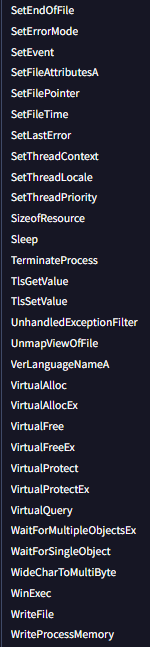 SetEndOfFile
SetErrorMode
SetEvent
SetFileAttributesA
SetFilePointer
SetFileTime
SetLastError
SetThreadContext
SetThreadLocale
SetThreadPriority
SizeofResource
Sleep
TerminateProcess
TlsGetValue
TlsSetValue
UnhandledExceptionFilter
UnmapViewOfFile
VerLanguageNameA
VirtualAlloc
VirtualAllocEx
VirtualFree
VirtualFreeEx
VirtualProtect
VirtualProtectEx
VirtualQuery
WaitForMultipleObjectsEx
WaitForSingleObject
WideCharToMultiByte
WinExec
WriteFile
WriteProcessMemory